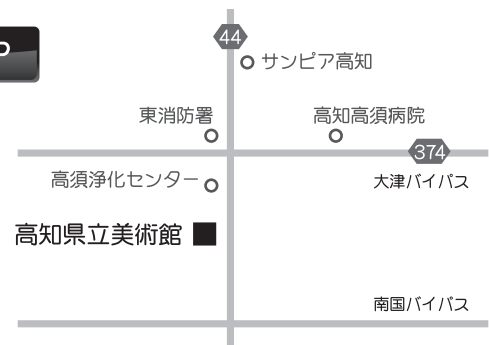 P
44
サンピア高知
東消防署
高知高須病院
374
高須浄化センター
大津バイパス
高知県立美術館
南国バイパス